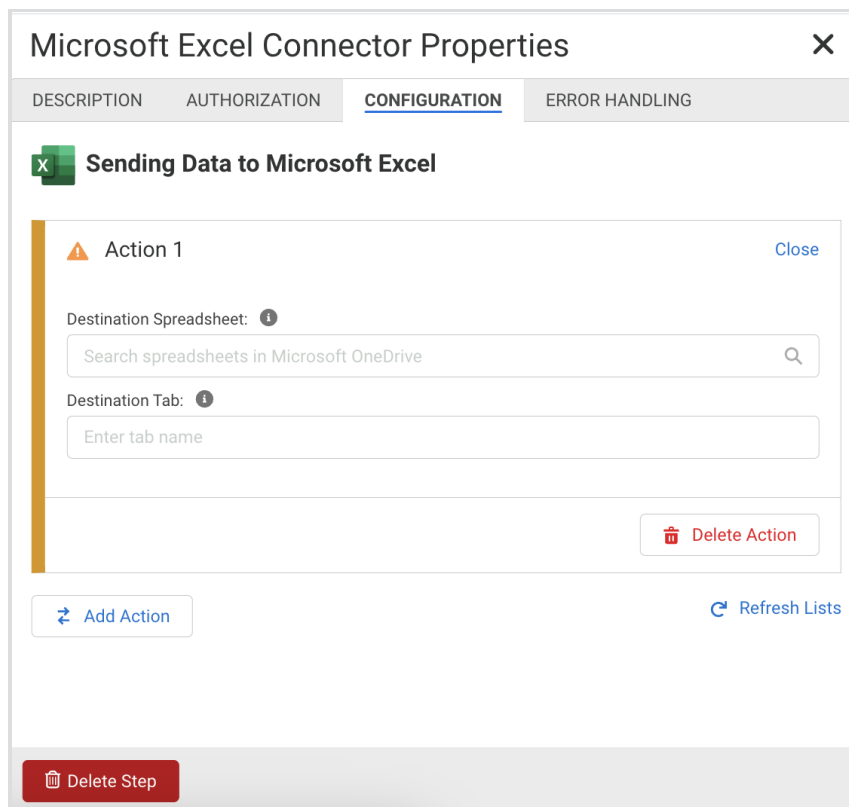 Microsoft Excel Connector Properties
DESCRIPTION AUTHORIZATION CONFIGURATION ERROR HANDLING
X Sending Data to Microsoft Excel
Action 1 Close
Destination Spreadsheet:
Search spreadsheets in Microsoft OneDrive
Destination Tab:
Enter tab name
Delete Action
Add Action Refresh Lists
Delete Step